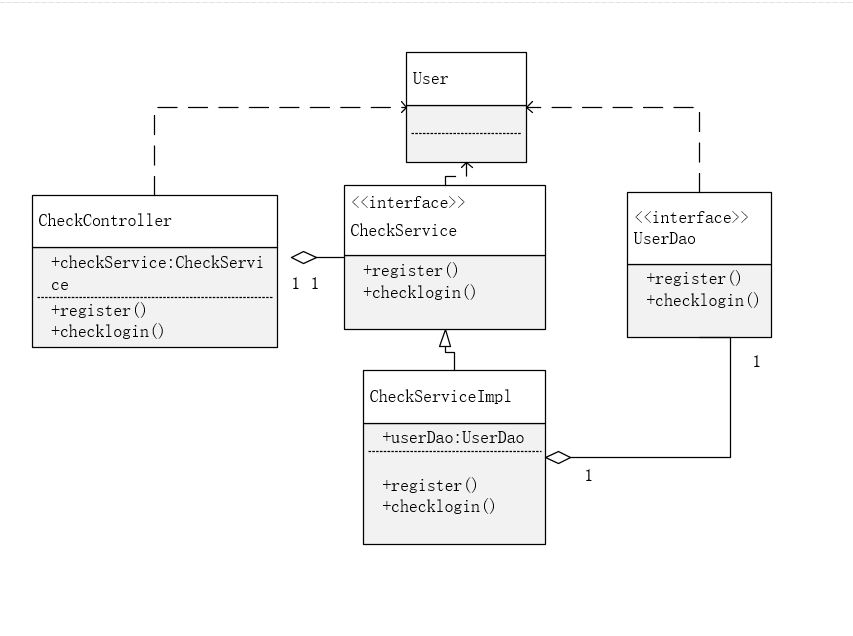 User
CheckController
+checkService:CheckServi
ce
+register()
+checklogin()
<<interface>>
CheckService
+register()
+checklogin()
1 1
<<interface>>
UserDao
+register()
+checklogin()
1
CheckServiceImpl
+userDao:UserDao
+register()
+checklogin()
1